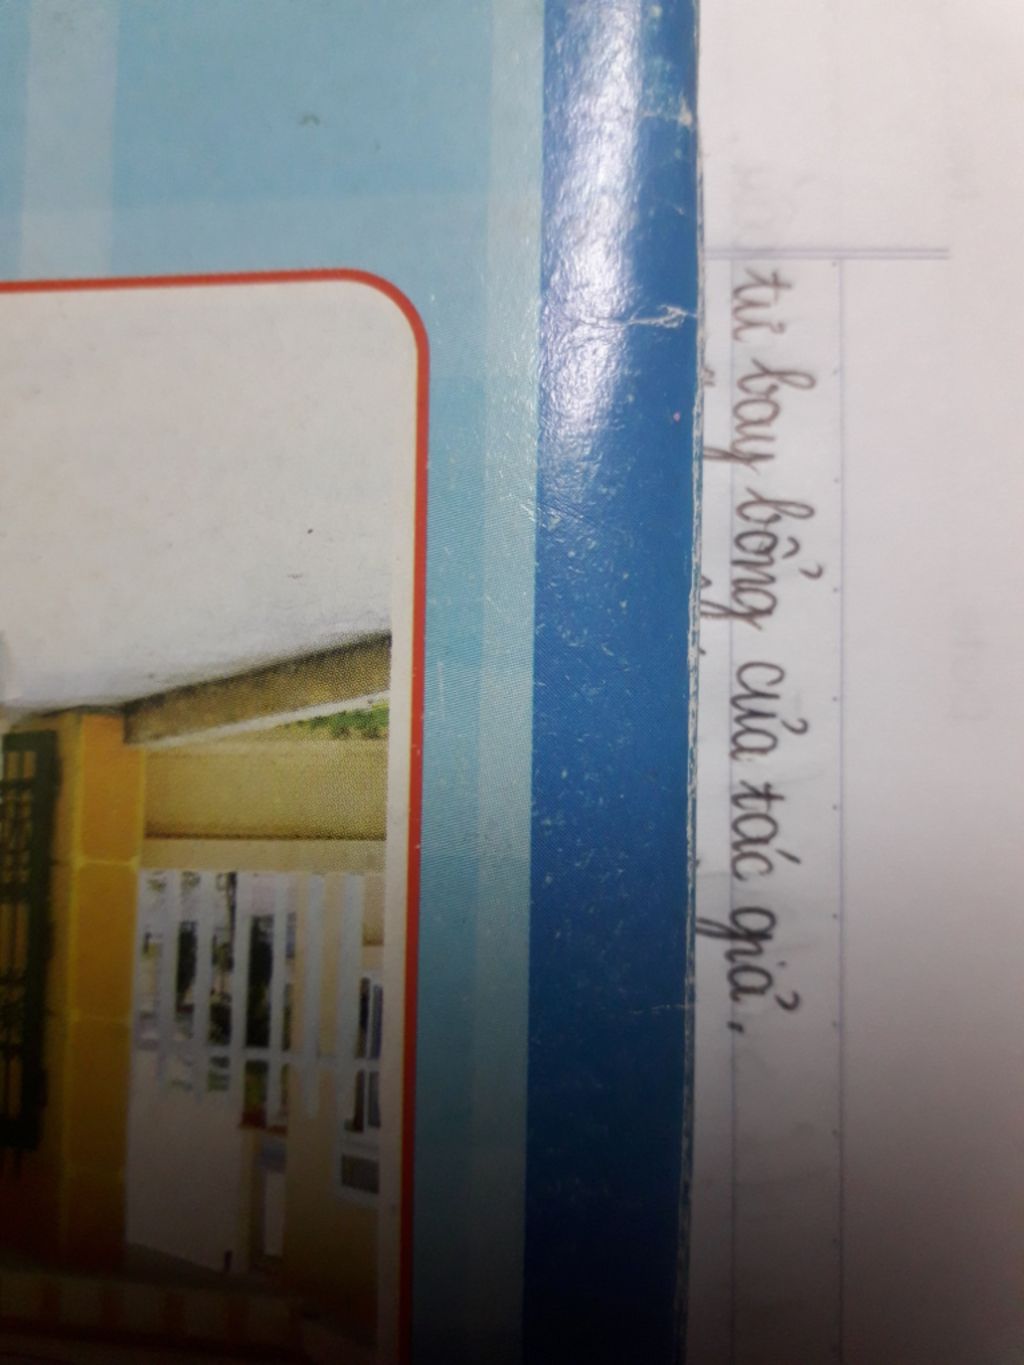 tư bay bổng của tác giả,